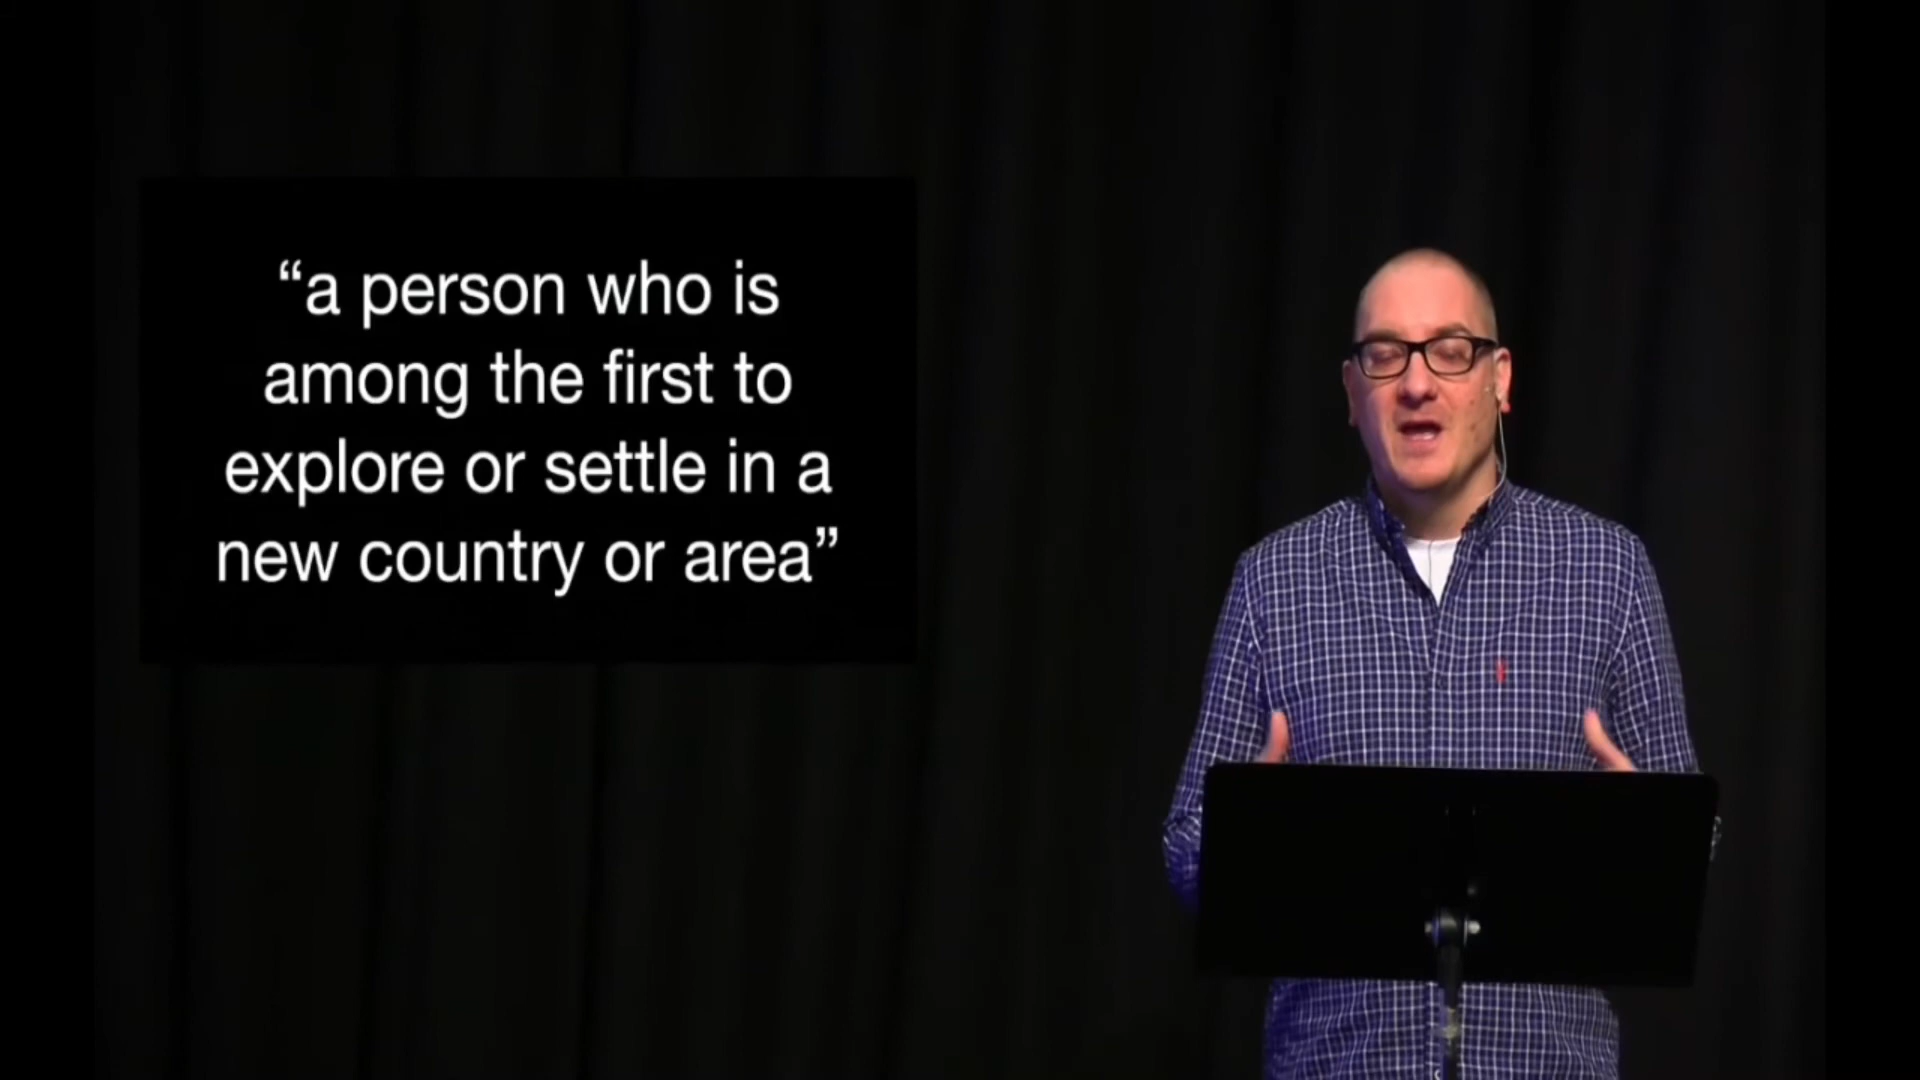 “a person who is
among the first to
explore or settle in a
new country or area”